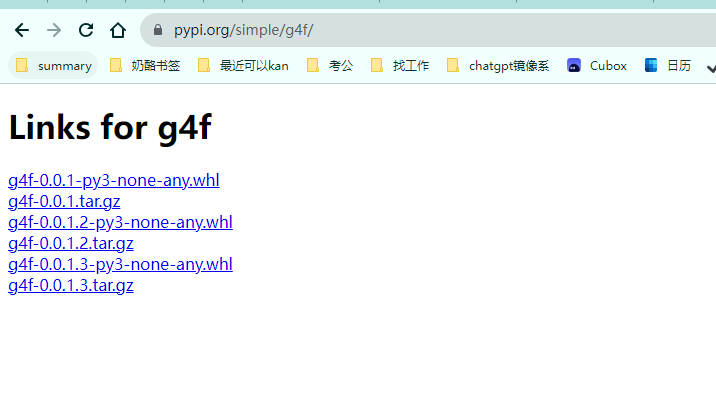 pypi.org/simple/g4f/
summary 奶酪书签 最近可以kan 考公 找工作 chatgpt镜像系 Cubox 日历
Links for g4f
g4f-0.0.1-py3-none-any.whl
g4f-0.0.1.tar.gz
g4f-0.0.1.2-py3-none-any.whl
g4f-0.0.1.2.tar.gz
g4f-0.0.1.3-py3-none-any.whl
g4f-0.0.1.3.tar.gz